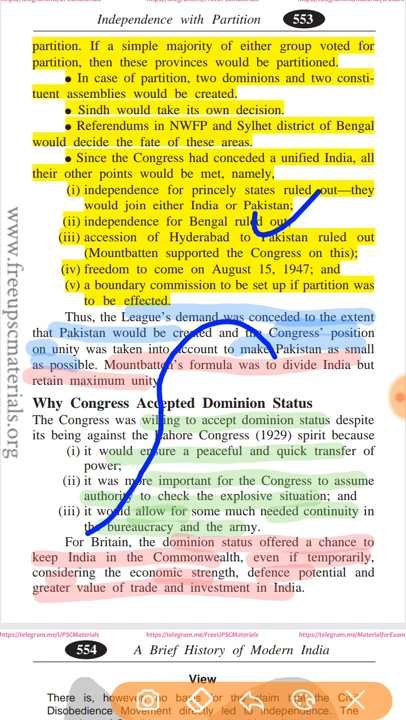 https://telegram.me/UPSCMaterials https://telegram.me/FreeUPSCMaterials https://telegram.me/MaterialforExam
Independence with Partition 553
partition. If a simple majority of either group voted for
partition, then these provinces would be partitioned.
● In case of partition, two dominions and two consti-
tuent assemblies would be created.
● Sindh would take its own decision.
● Referendums in NWFP and Sylhet district of Bengal
would decide the fate of these areas.
● Since the Congress had conceded a unified India, all
their other points would be met, namely,
(i) independence for princely states ruled out—they
would join either India or Pakistan;
(ii) independence for Bengal ruled out;
(iii) accession of Hyderabad to Pakistan ruled out
(Mountbatten supported the Congress on this);
(iv) freedom to come on August 15, 1947; and
(v) a boundary commission to be set up if partition was
to be effected.
Thus, the League's demand was conceded to the extent
that Pakistan would be created and the Congress' position
on unity was taken into account to make Pakistan as small
as possible. Mountbatten's formula was to divide India but
retain maximum unity.
Why Congress Accepted Dominion Status
The Congress was willing to accept dominion status despite
its being against the Lahore Congress (1929) spirit because
(i) it would ensure a peaceful and quick transfer of
power;
(ii) it was more important for the Congress to assume
authority to check the explosive situation; and
(iii) it would allow for some much needed continuity in
the bureaucracy and the army.
For Britain, the dominion status offered a chance to
keep India in the Commonwealth, even if temporarily,
considering the economic strength, defence potential and
greater value of trade and investment in India.
www.freeupscmaterials.org
https://telegram.me/UPSCMaterials https://telegram.me/FreeUPSCMaterials https://telegram.me/MaterialforExam
554 A Brief History of Modern India
View
There is, however, no basis for the claim that the Civil
Disobedience Movement directly led to independence. The